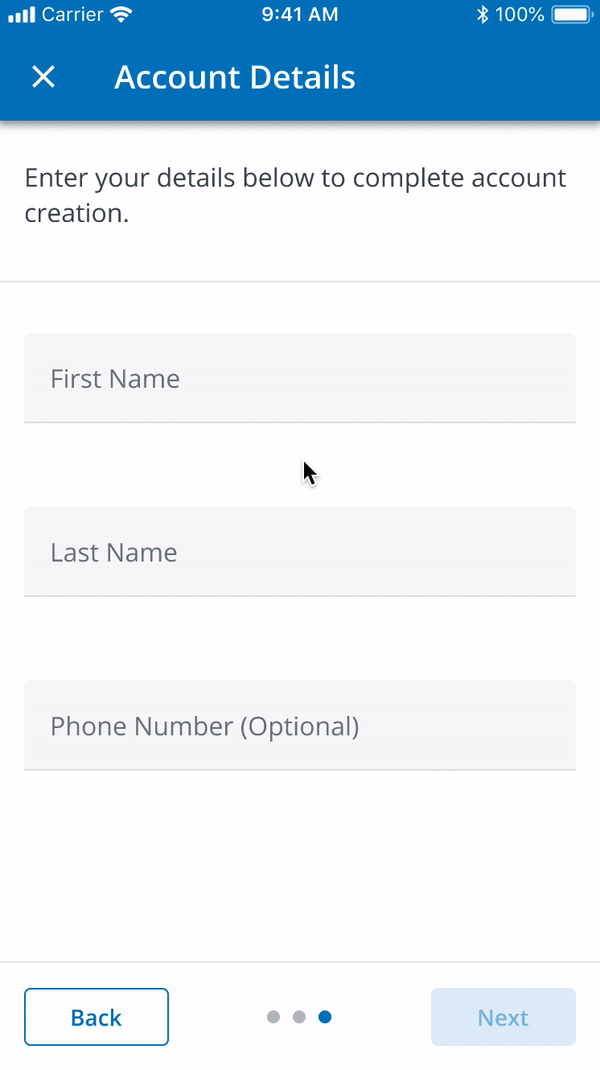 Carrier 9:41 AM 100%
Account Details
Enter your details below to complete account
creation.
First Name
Last Name
Phone Number (Optional)
Back Next